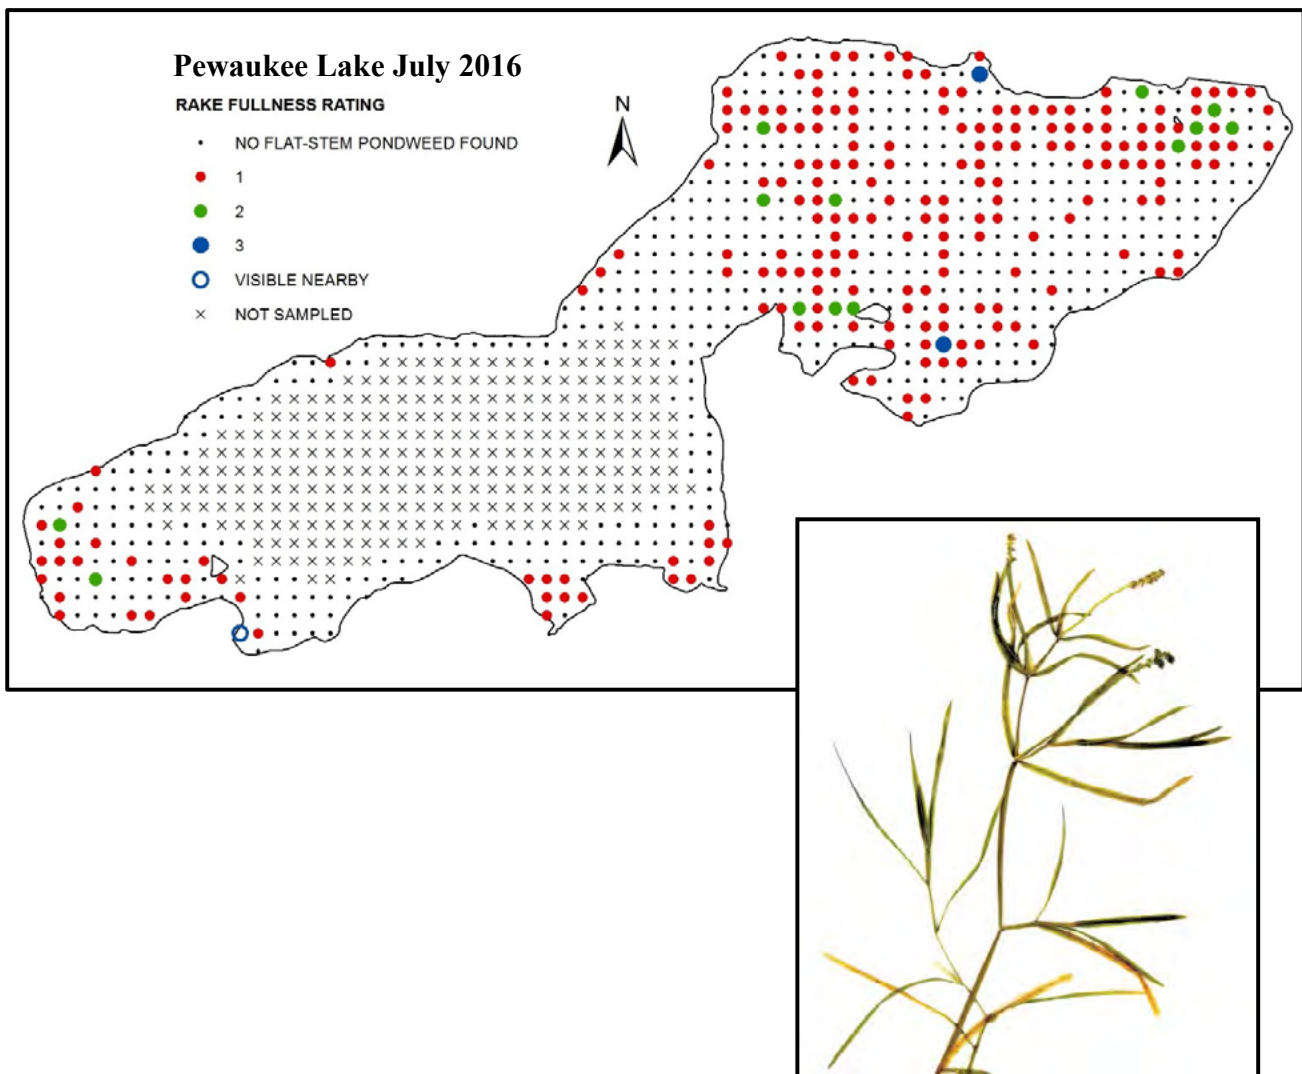 Pewaukee Lake July 2016
RAKE FULLNESS RATING
N
NO FLAT-STEM PONDWEED FOUND
1
2
3
VISIBLE NEARBY
NOT SAMPLED